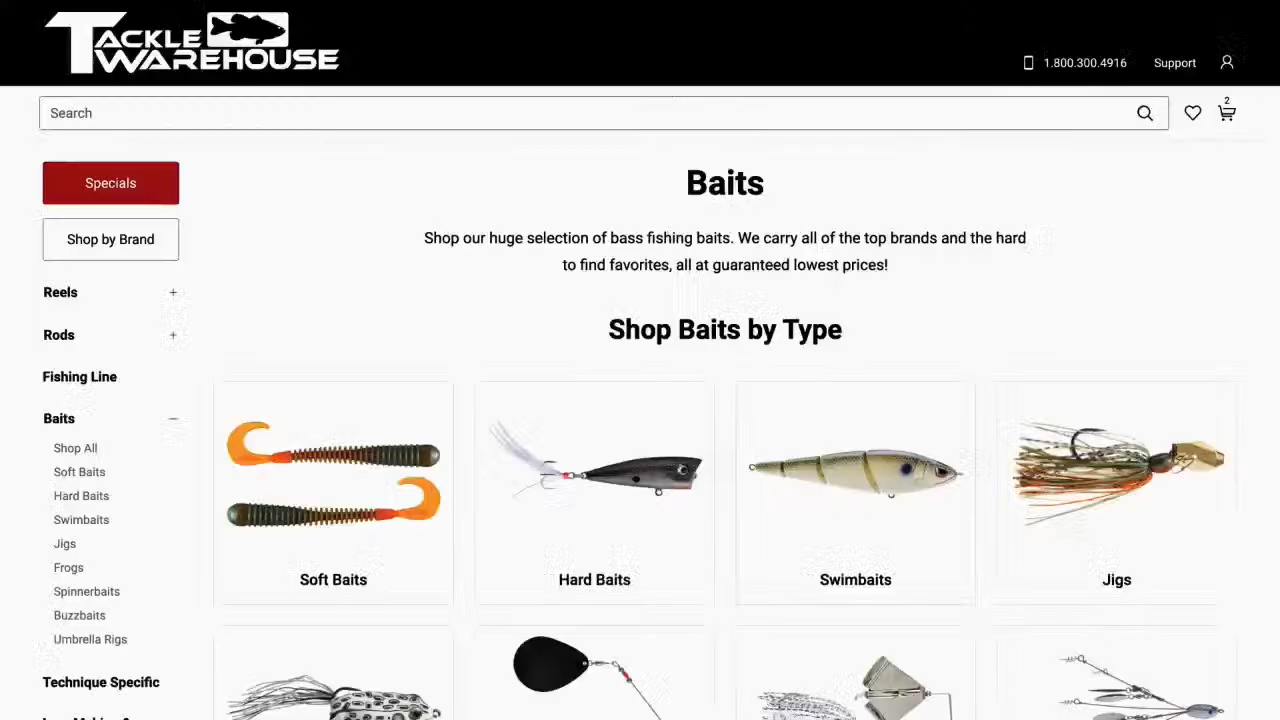 TACKLE
WAREHOUSE
1.800.300.4916
Support
Search
2
Specials
Shop by Brand
Reels +
Rods +
Fishing Line
Baits −
Shop All
Soft Baits
Hard Baits
Swimbaits
Jigs
Frogs
Spinnerbaits
Buzzbaits
Umbrella Rigs
Technique Specific
Baits
Shop our huge selection of bass fishing baits. We carry all of the top brands and the hard
to find favorites, all at guaranteed lowest prices!
Shop Baits by Type
Soft Baits
Hard Baits
Swimbaits
Jigs